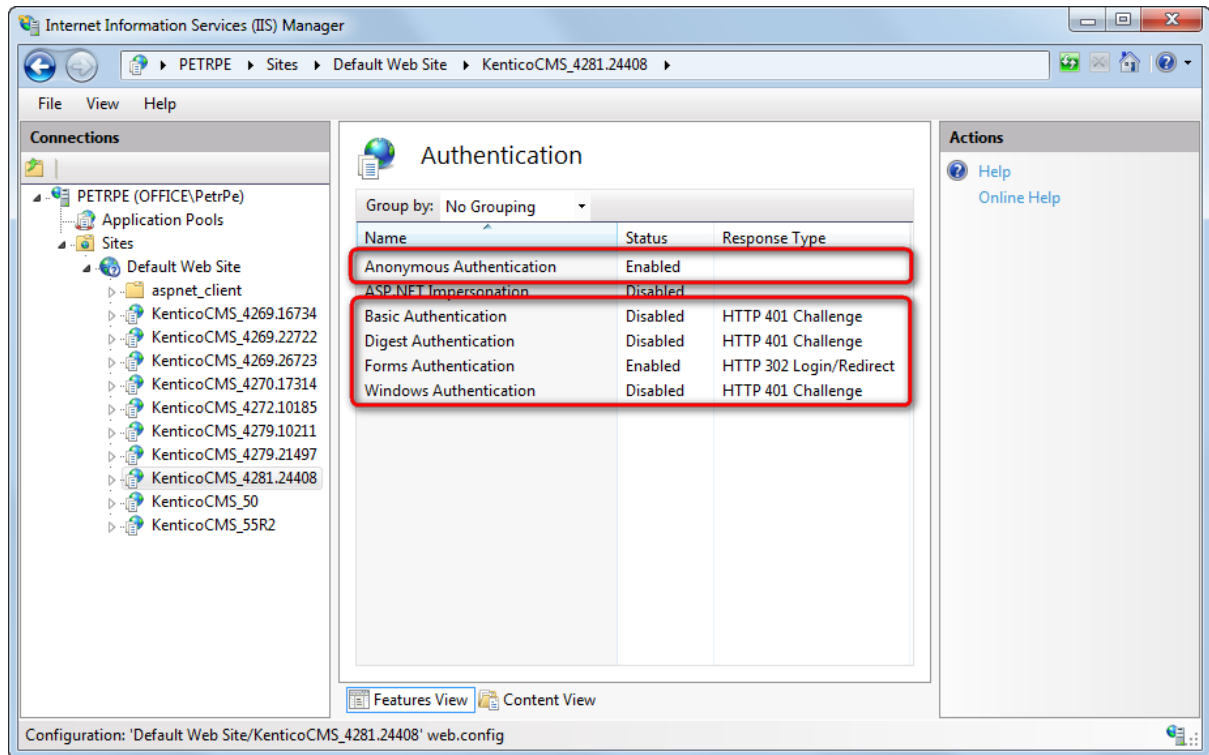 Internet Information Services (IIS) Manager
PETRPE Sites Default Web Site KenticoCMS_4281.24408
File View Help
Connections
PETRPE (OFFICE\PetrPe)
Application Pools
Sites
Default Web Site
aspnet_client
KenticoCMS_4269.16734
KenticoCMS_4269.22722
KenticoCMS_4269.26723
KenticoCMS_4270.17314
KenticoCMS_4272.10185
KenticoCMS_4279.10211
KenticoCMS_4279.21497
KenticoCMS_4281.24408
KenticoCMS_50
KenticoCMS_55R2
Authentication
Group by: No Grouping
Name Status Response Type
Anonymous Authentication Enabled
ASP.NET Impersonation Disabled
Basic Authentication Disabled HTTP 401 Challenge
Digest Authentication Disabled HTTP 401 Challenge
Forms Authentication Enabled HTTP 302 Login/Redirect
Windows Authentication Disabled HTTP 401 Challenge
Features View Content View
Actions
Help
Online Help
Configuration: 'Default Web Site/KenticoCMS_4281.24408' web.config